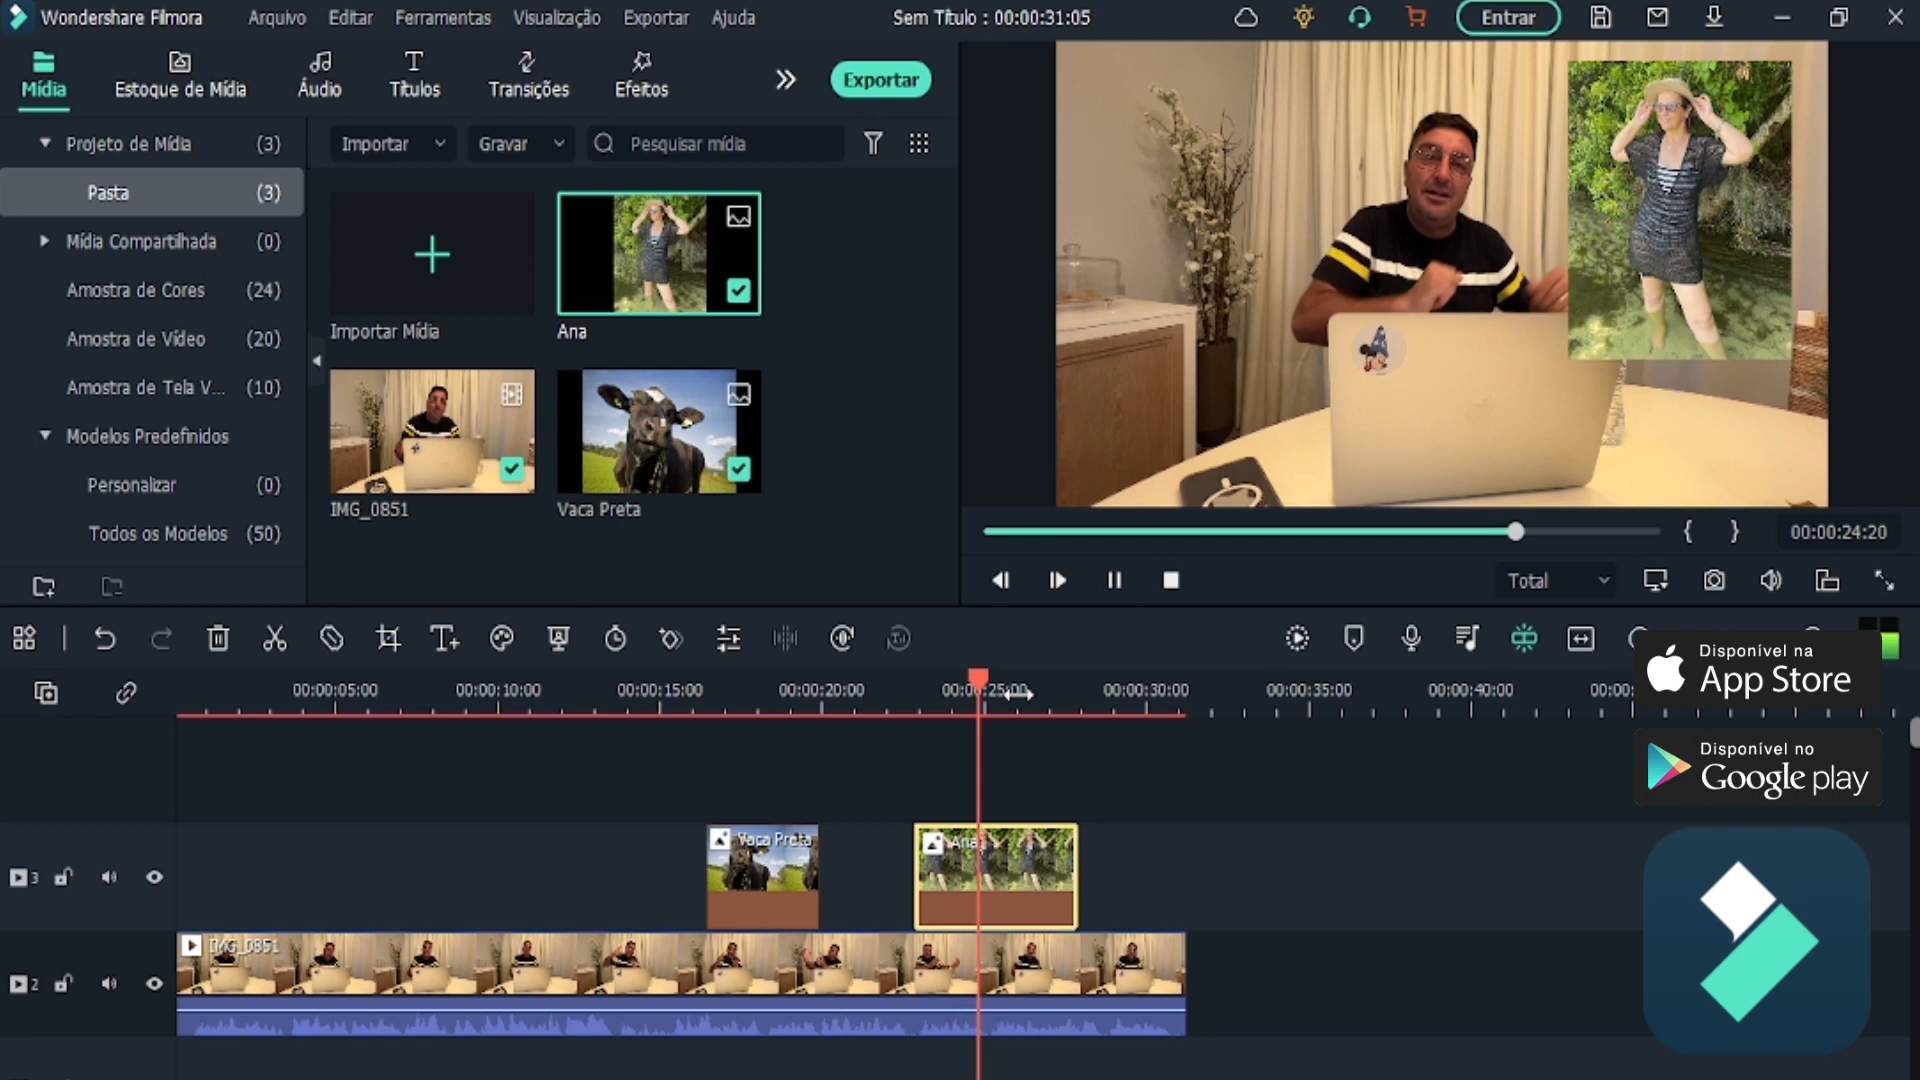 Wondershare Filmora
Arquivo Editar Ferramentas Visualização Exportar Ajuda
Sem Título : 00:00:31:05
Entrar
Mídia
Estoque de Mídia
Áudio
Títulos
Transições
Efeitos
Exportar
Projeto de Mídia (3)
Pasta (3)
Mídia Compartilhada (0)
Amostra de Cores (24)
Amostra de Vídeo (20)
Amostra de Tela V... (10)
Modelos Predefinidos
Personalizar (0)
Todos os Modelos (50)
Importar
Gravar
Pesquisar mídia
Importar Mídia
Ana
IMG_0851
Vaca Preta
{ } 00:00:24:20
Total
00:00:05:00 00:00:10:00 00:00:15:00 00:00:20:00 00:00:25:00 00:00:30:00 00:00:35:00 00:00:40:00 00:00:
Disponível na
App Store
Disponível no
Google play
Vaca Preta
Ana
3
IMG_0851
2